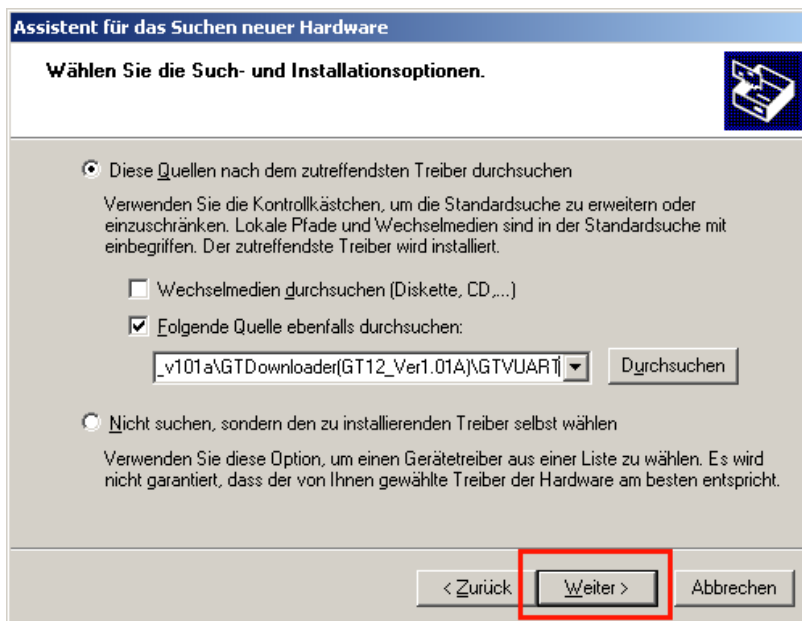 Assistent für das Suchen neuer Hardware
Wählen Sie die Such- und Installationsoptionen.
Diese Quellen nach dem zutreffendsten Treiber durchsuchen
Verwenden Sie die Kontrollkästchen, um die Standardsuche zu erweitern oder
einzuschränken. Lokale Pfade und Wechselmedien sind in der Standardsuche mit
einbegriffen. Der zutreffendste Treiber wird installiert.
Wechselmedien durchsuchen (Diskette, CD,...)
Folgende Quelle ebenfalls durchsuchen:
_v101a\GTDownloader(GT12_Ver1.01A)\GTVUART Durchsuchen
Nicht suchen, sondern den zu installierenden Treiber selbst wählen
Verwenden Sie diese Option, um einen Gerätetreiber aus einer Liste zu wählen. Es wird
nicht garantiert, dass der von Ihnen gewählte Treiber der Hardware am besten entspricht.
< Zurück Weiter > Abbrechen